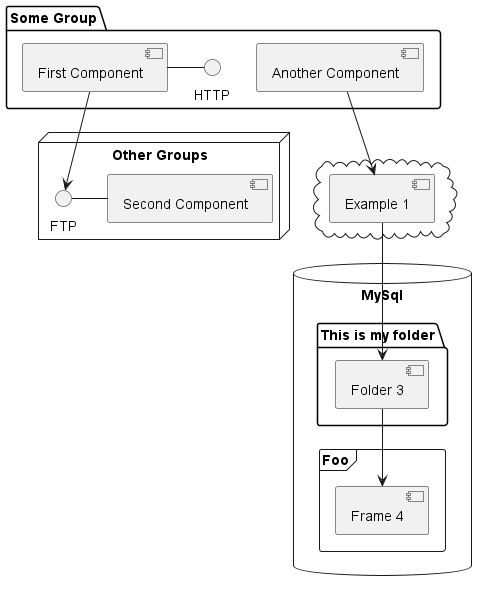 Some Group
First Component
HTTP
Another Component
Other Groups
FTP
Second Component
Example 1
MySql
This is my folder
Folder 3
Foo
Frame 4